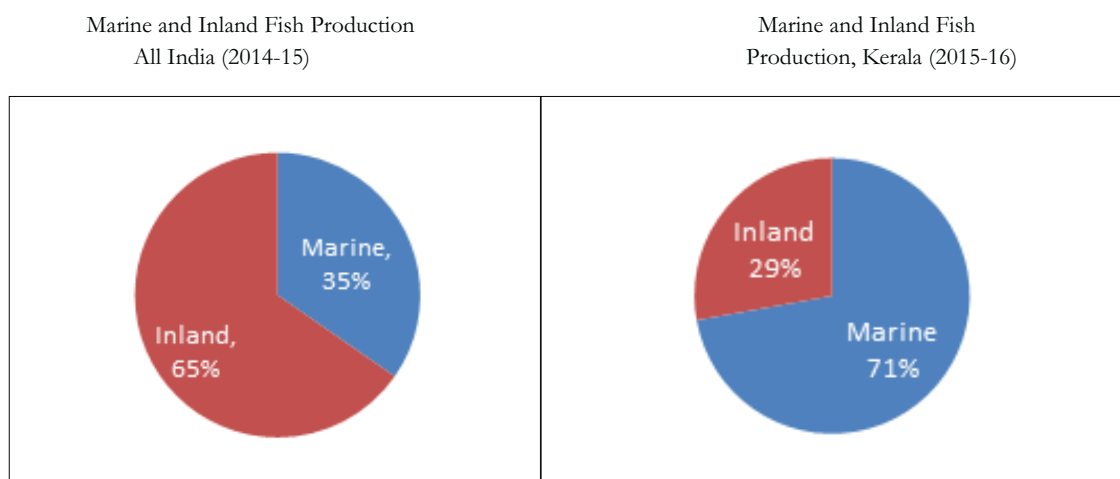 Marine and Inland Fish Production
All India (2014-15)
Marine and Inland Fish
Production, Kerala (2015-16)
Marine,
35%
Inland,
65%
Inland
29%
Marine
71%